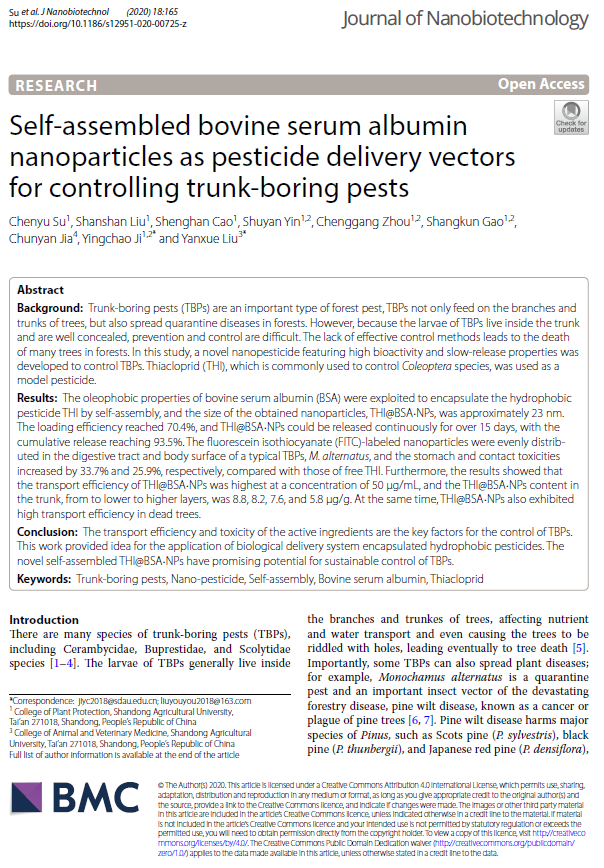 Su et al. J Nanobiotechnol (2020) 18:165
https://doi.org/10.1186/s12951-020-00725-z
Journal of Nanobiotechnology
RESEARCH
Open Access
Check for
updates
Self-assembled bovine serum albumin
nanoparticles as pesticide delivery vectors
for controlling trunk-boring pests
Chenyu Su1, Shanshan Liu1, Shenghan Cao1, Shuyan Yin1,2, Chenggang Zhou1,2, Shangkun Gao1,2,
Chunyan Jia4, Yingchao Ji1,2* and Yanxue Liu3*
Abstract
Background: Trunk-boring pests (TBPs) are an important type of forest pest, TBPs not only feed on the branches and
trunks of trees, but also spread quarantine diseases in forests. However, because the larvae of TBPs live inside the trunk
and are well concealed, prevention and control are difficult. The lack of effective control methods leads to the death
of many trees in forests. In this study, a novel nanopesticide featuring high bioactivity and slow-release properties was
developed to control TBPs. Thiacloprid (THI), which is commonly used to control Coleoptera species, was used as a
model pesticide.
Results: The oleophobic properties of bovine serum albumin (BSA) were exploited to encapsulate the hydrophobic
pesticide THI by self-assembly, and the size of the obtained nanoparticles, THI@BSA·NPs, was approximately 23 nm.
The loading efficiency reached 70.4%, and THI@BSA·NPs could be released continuously for over 15 days, with the
cumulative release reaching 93.5%. The fluorescein isothiocyanate (FITC)-labeled nanoparticles were evenly distrib-
uted in the digestive tract and body surface of a typical TBPs, M. alternatus, and the stomach and contact toxicities
increased by 33.7% and 25.9%, respectively, compared with those of free THI. Furthermore, the results showed that
the transport efficiency of THI@BSA·NPs was highest at a concentration of 50 μg/mL, and the THI@BSA·NPs content in
the trunk, from to lower to higher layers, was 8.8, 8.2, 7.6, and 5.8 μg/g. At the same time, THI@BSA·NPs also exhibited
high transport efficiency in dead trees.
Conclusion: The transport efficiency and toxicity of the active ingredients are the key factors for the control of TBPs.
This work provided idea for the application of biological delivery system encapsulated hydrophobic pesticides. The
novel self-assembled THI@BSA·NPs have promising potential for sustainable control of TBPs.
Keywords: Trunk-boring pests, Nano-pesticide, Self-assembly, Bovine serum albumin, Thiacloprid
Introduction
There are many species of trunk-boring pests (TBPs),
including Cerambycidae, Buprestidae, and Scolytidae
species [1–4]. The larvae of TBPs generally live inside
*Correspondence: jiyc2018@sdau.edu.cn; liuyouyou2018@163.com
1 College of Plant Protection, Shandong Agricultural University,
Tai’an 271018, Shandong, People’s Republic of China
3 College of Animal and Veterinary Medicine, Shandong Agricultural
University, Tai’an 271018, Shandong, People’s Republic of China
Full list of author information is available at the end of the article
the branches and trunkes of trees, affecting nutrient
and water transport and even causing the trees to be
riddled with holes, leading eventually to tree death [5].
Importantly, some TBPs can also spread plant diseases;
for example, Monochamus alternatus is a quarantine
pest and an important insect vector of the devastating
forestry disease, pine wilt disease, known as a cancer or
plague of pine trees [6, 7]. Pine wilt disease harms major
species of Pinus, such as Scots pine (P. sylvestris), black
pine (P. thunbergii), and Japanese red pine (P. densiflora),
BMC
© The Author(s) 2020. This article is licensed under a Creative Commons Attribution 4.0 International License, which permits use, sharing,
adaptation, distribution and reproduction in any medium or format, as long as you give appropriate credit to the original author(s) and
the source, provide a link to the Creative Commons licence, and indicate if changes were made. The images or other third party material
in this article are included in the article’s Creative Commons licence, unless indicated otherwise in a credit line to the material. If material
is not included in the article’s Creative Commons licence and your intended use is not permitted by statutory regulation or exceeds the
permitted use, you will need to obtain permission directly from the copyright holder. To view a copy of this licence, visit http://creativeco
mmons.org/licenses/by/4.0/. The Creative Commons Public Domain Dedication waiver (http://creativecommons.org/publicdomain/
zero/1.0/) applies to the data made available in this article, unless otherwise stated in a credit line to the data.